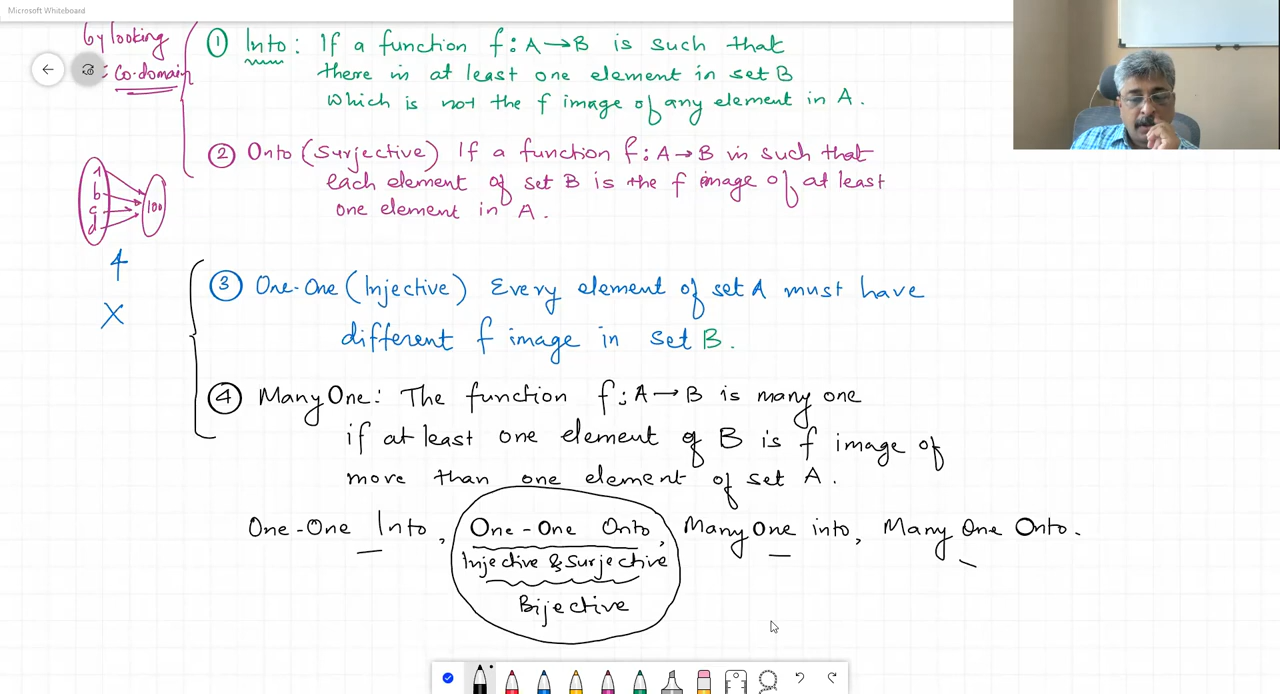 Microsoft Whiteboard
by looking
: Co-domain
① Into: If a function f: A→B is such that
there is at least one element in set B
which is not the f image of any element in A.
② Onto (Surjective) If a function f: A→B is such that
each element of set B is the f image of at least
one element in A.
b
c
d
100
4
X
③ One-One (Injective) Every element of set A must have
different f image in set B.
④ Many One: The function f: A→B is many one
if at least one element of B is f image of
more than one element of set A.
One-One Into, One-One Onto, Many One into, Many One Onto.
Injective & Surjective
Bijective